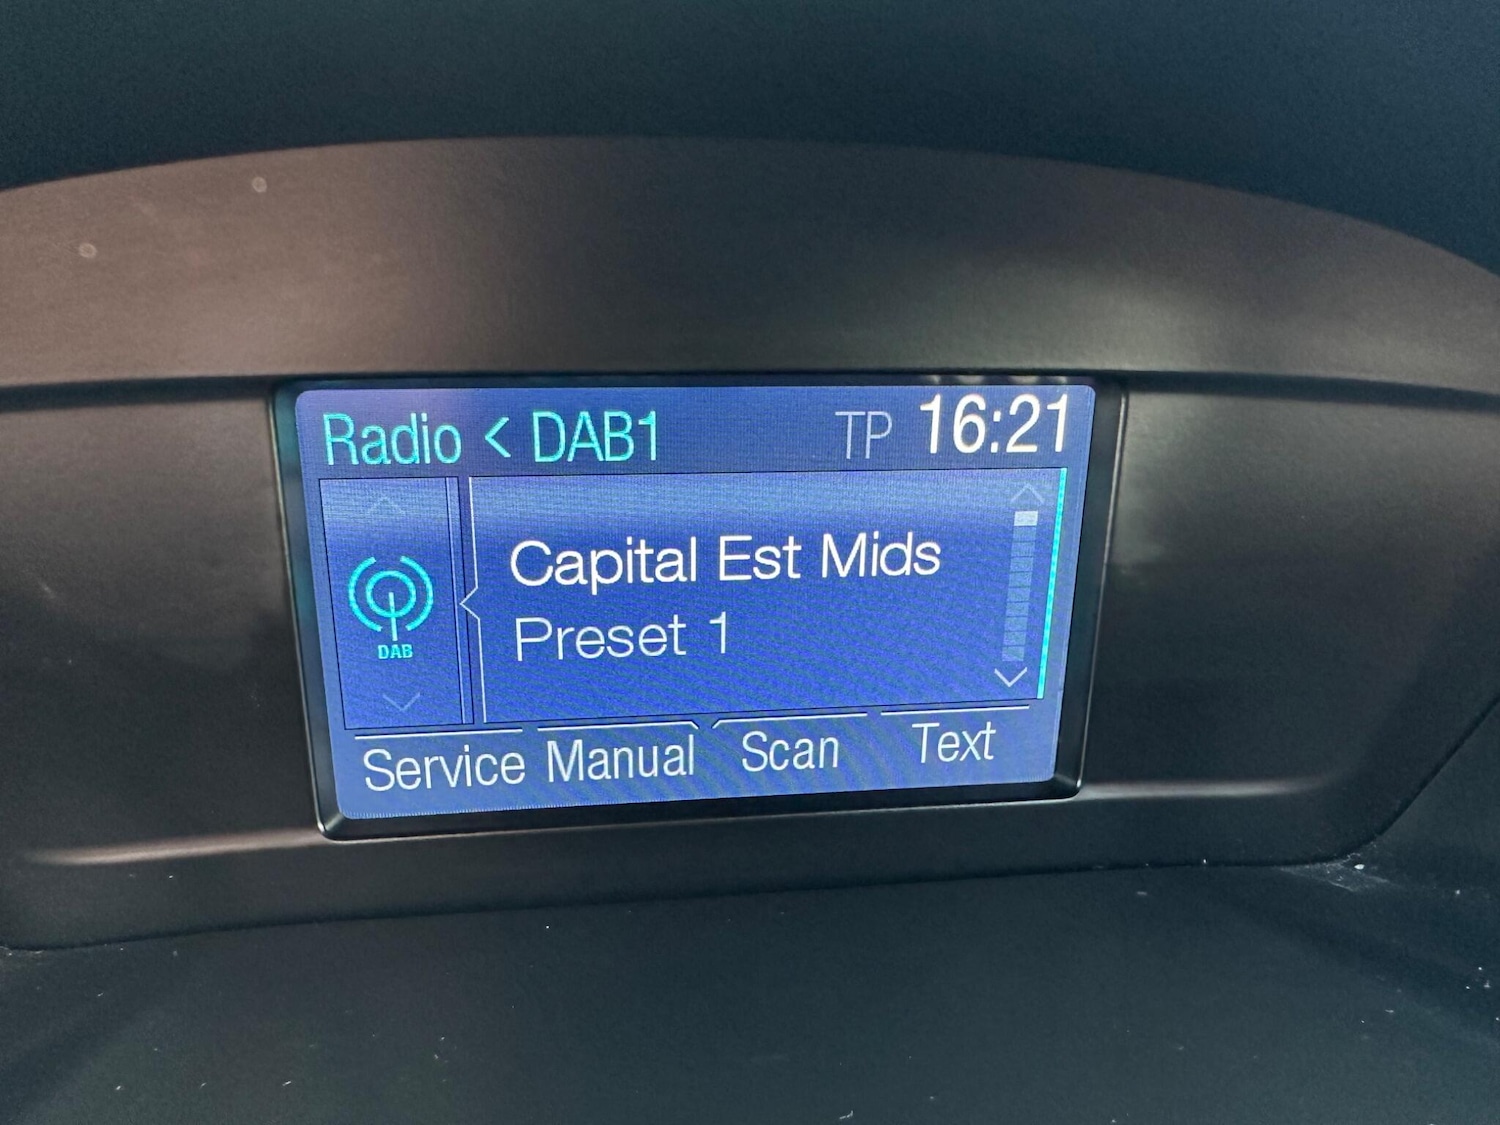 Radio < DAB1 TP 16:21
Capital Est Mids
Preset 1
DAB
Service Manual Scan Text